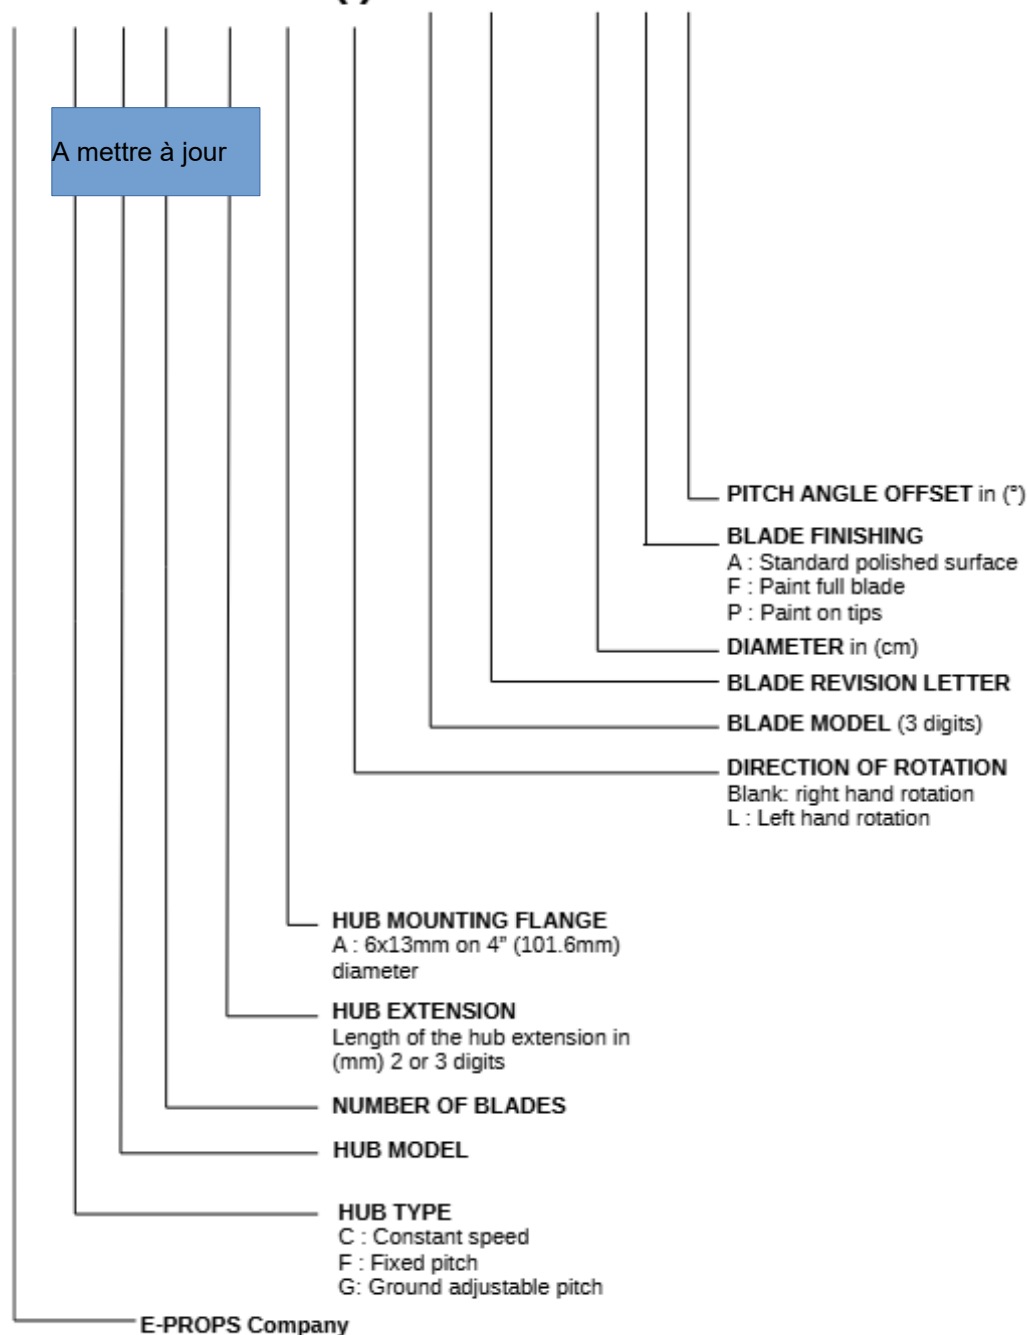 A mettre à jour
PITCH ANGLE OFFSET in (°)
BLADE FINISHING
A : Standard polished surface
F : Paint full blade
P : Paint on tips
DIAMETER in (cm)
BLADE REVISION LETTER
BLADE MODEL (3 digits)
DIRECTION OF ROTATION
Blank: right hand rotation
L : Left hand rotation
HUB MOUNTING FLANGE
A : 6x13mm on 4" (101.6mm)
diameter
HUB EXTENSION
Length of the hub extension in
(mm) 2 or 3 digits
NUMBER OF BLADES
HUB MODEL
HUB TYPE
C : Constant speed
F : Fixed pitch
G: Ground adjustable pitch
E-PROPS Company